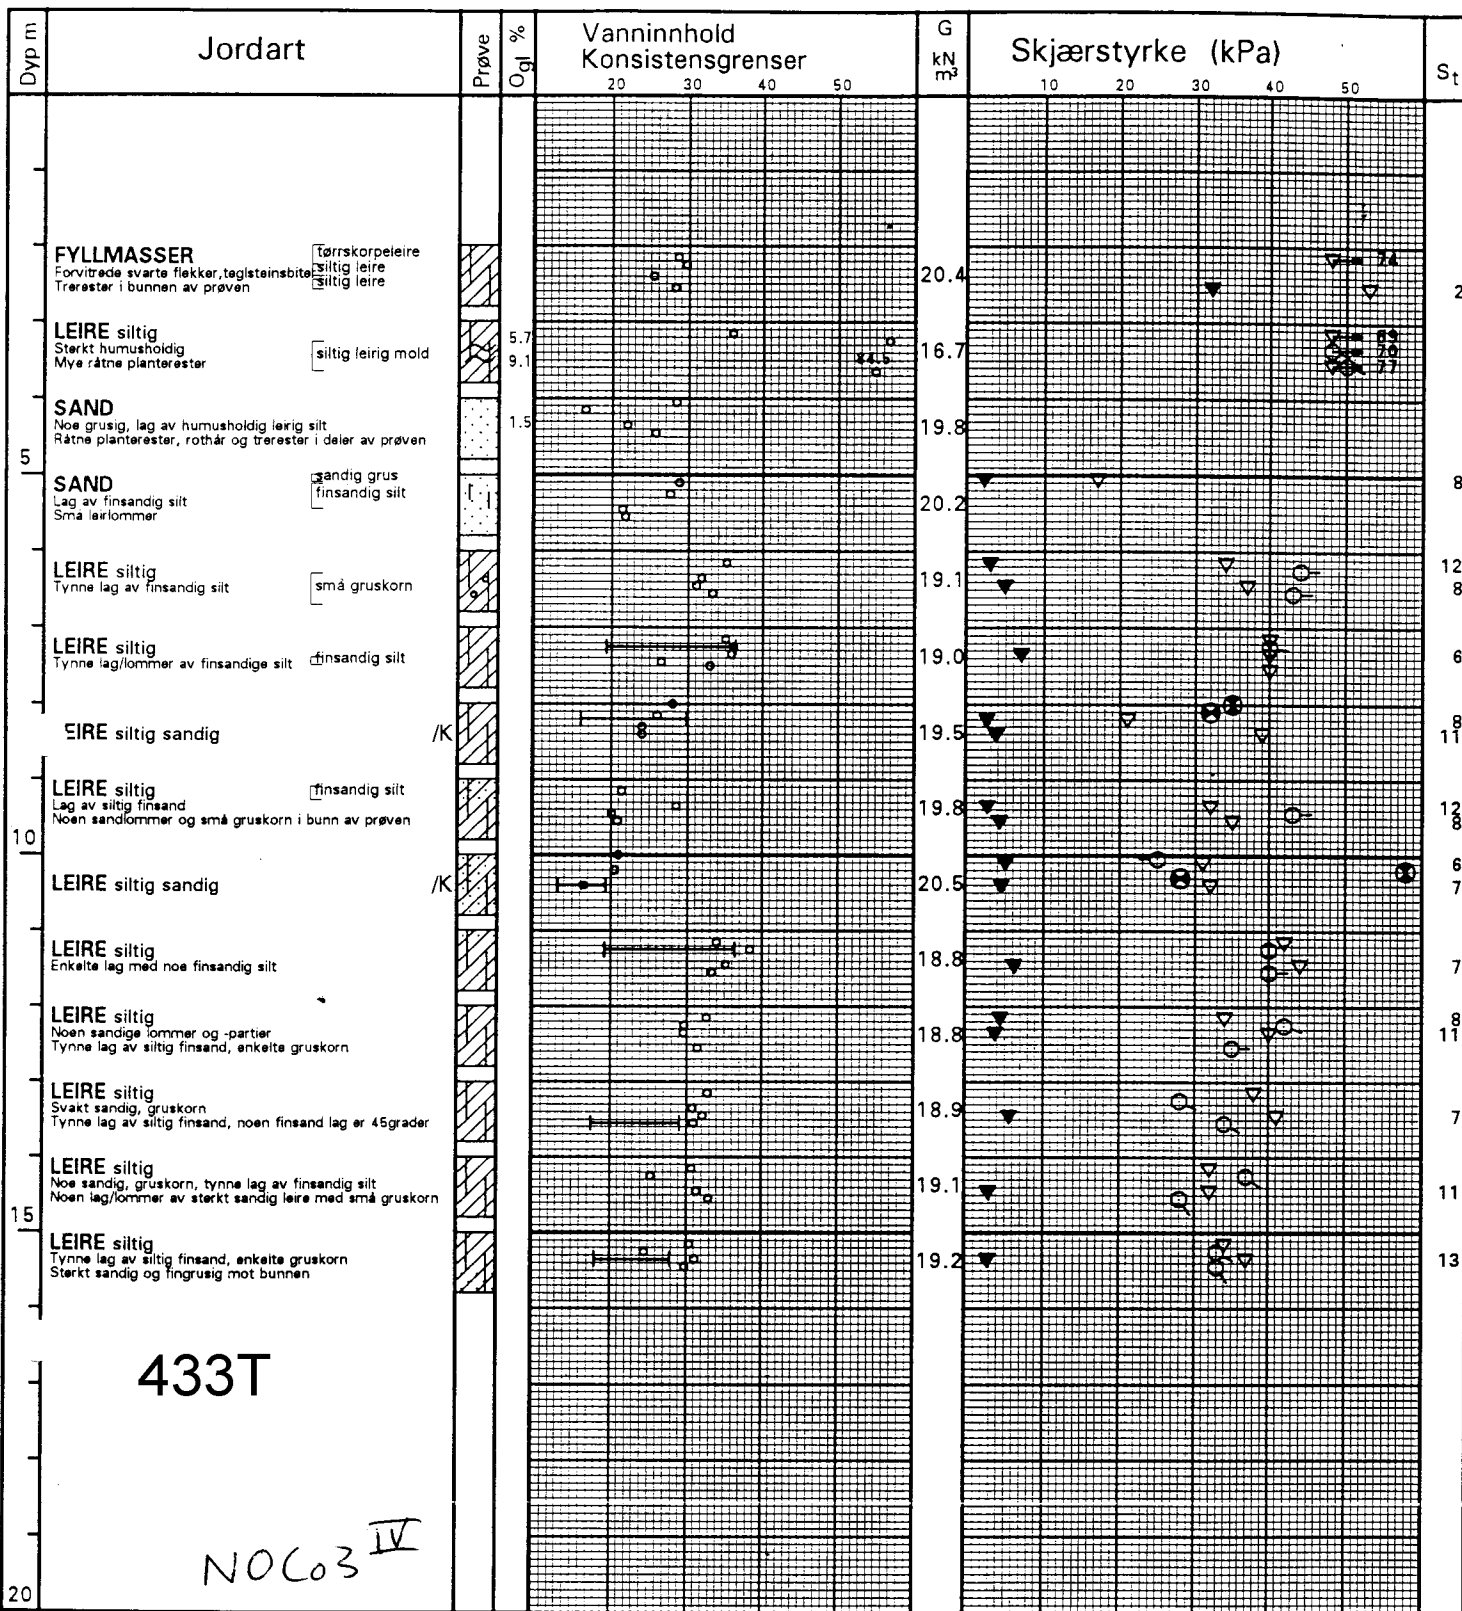 Dyp m
Jordart
Prøve
Ogl %
Vanninnhold
Konsistensgrenser
20 30 40 50
G
kN
m³
Skjærstyrke (kPa)
10 20 30 40 50
St
FYLLMASSER
Forvitrede svarte flekker,teglsteinsbiter
Trerester i bunnen av prøven
tørrskorpeleire
siltig leire
siltig leire
20.4
74
2
LEIRE siltig
Sterkt humusholdig
Mye råtne planterester
siltig leirig mold
5.7
9.1
84.5
16.7
69
70
77
SAND
Noe grusig, lag av humusholdig leirig silt
Råtne planterester, rothår og trerester i deler av prøven
1.5
19.8
5
SAND
Lag av finsandig silt
Små leirlommer
sandig grus
finsandig silt
20.2
8
LEIRE siltig
Tynne lag av finsandig silt
små gruskorn
19.1
12
8
LEIRE siltig
Tynne lag/lommer av finsandige silt
finsandig silt
19.0
6
EIRE siltig sandig /K
19.5
8
11
LEIRE siltig
Lag av siltig finsand
Noen sandlommer og små gruskorn i bunn av prøven
finsandig silt
19.8
12
8
10
LEIRE siltig sandig /K
20.5
6
7
LEIRE siltig
Enkelte lag med noe finsandig silt
18.8
7
LEIRE siltig
Noen sandige lommer og -partier
Tynne lag av siltig finsand, enkelte gruskorn
18.8
8
11
LEIRE siltig
Svakt sandig, gruskorn
Tynne lag av siltig finsand, noen finsand lag er 45grader
18.9
7
LEIRE siltig
Noe sandig, gruskorn, tynne lag av finsandig silt
Noen lag/lommer av sterkt sandig leire med små gruskorn
19.1
11
15
LEIRE siltig
Tynne lag av siltig finsand, enkelte gruskorn
Sterkt sandig og fingrusig mot bunnen
19.2
13
433T
NOCo3 IV
20